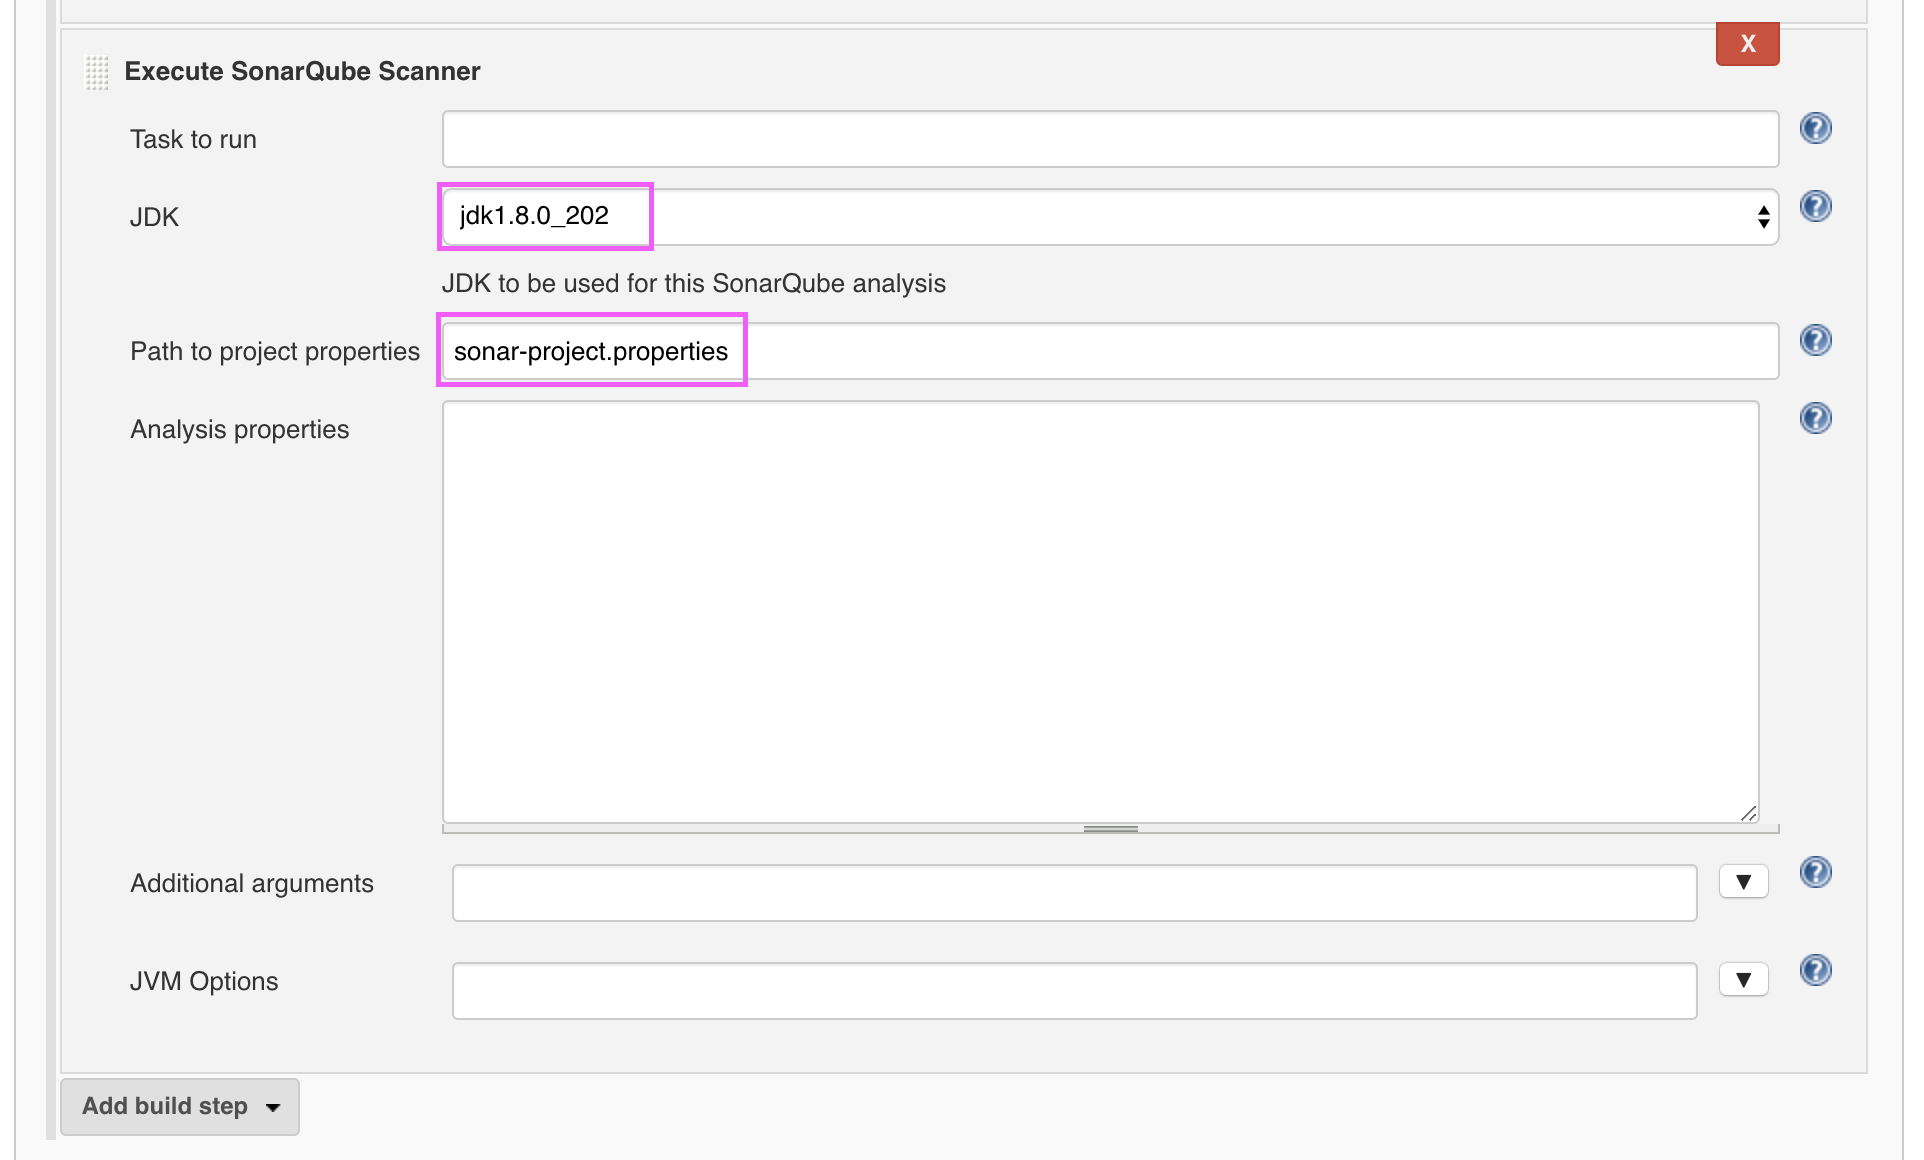 X
Execute SonarQube Scanner
Task to run
JDK
jdk1.8.0_202
JDK to be used for this SonarQube analysis
Path to project properties
sonar-project.properties
Analysis properties
Additional arguments
JVM Options
Add build step